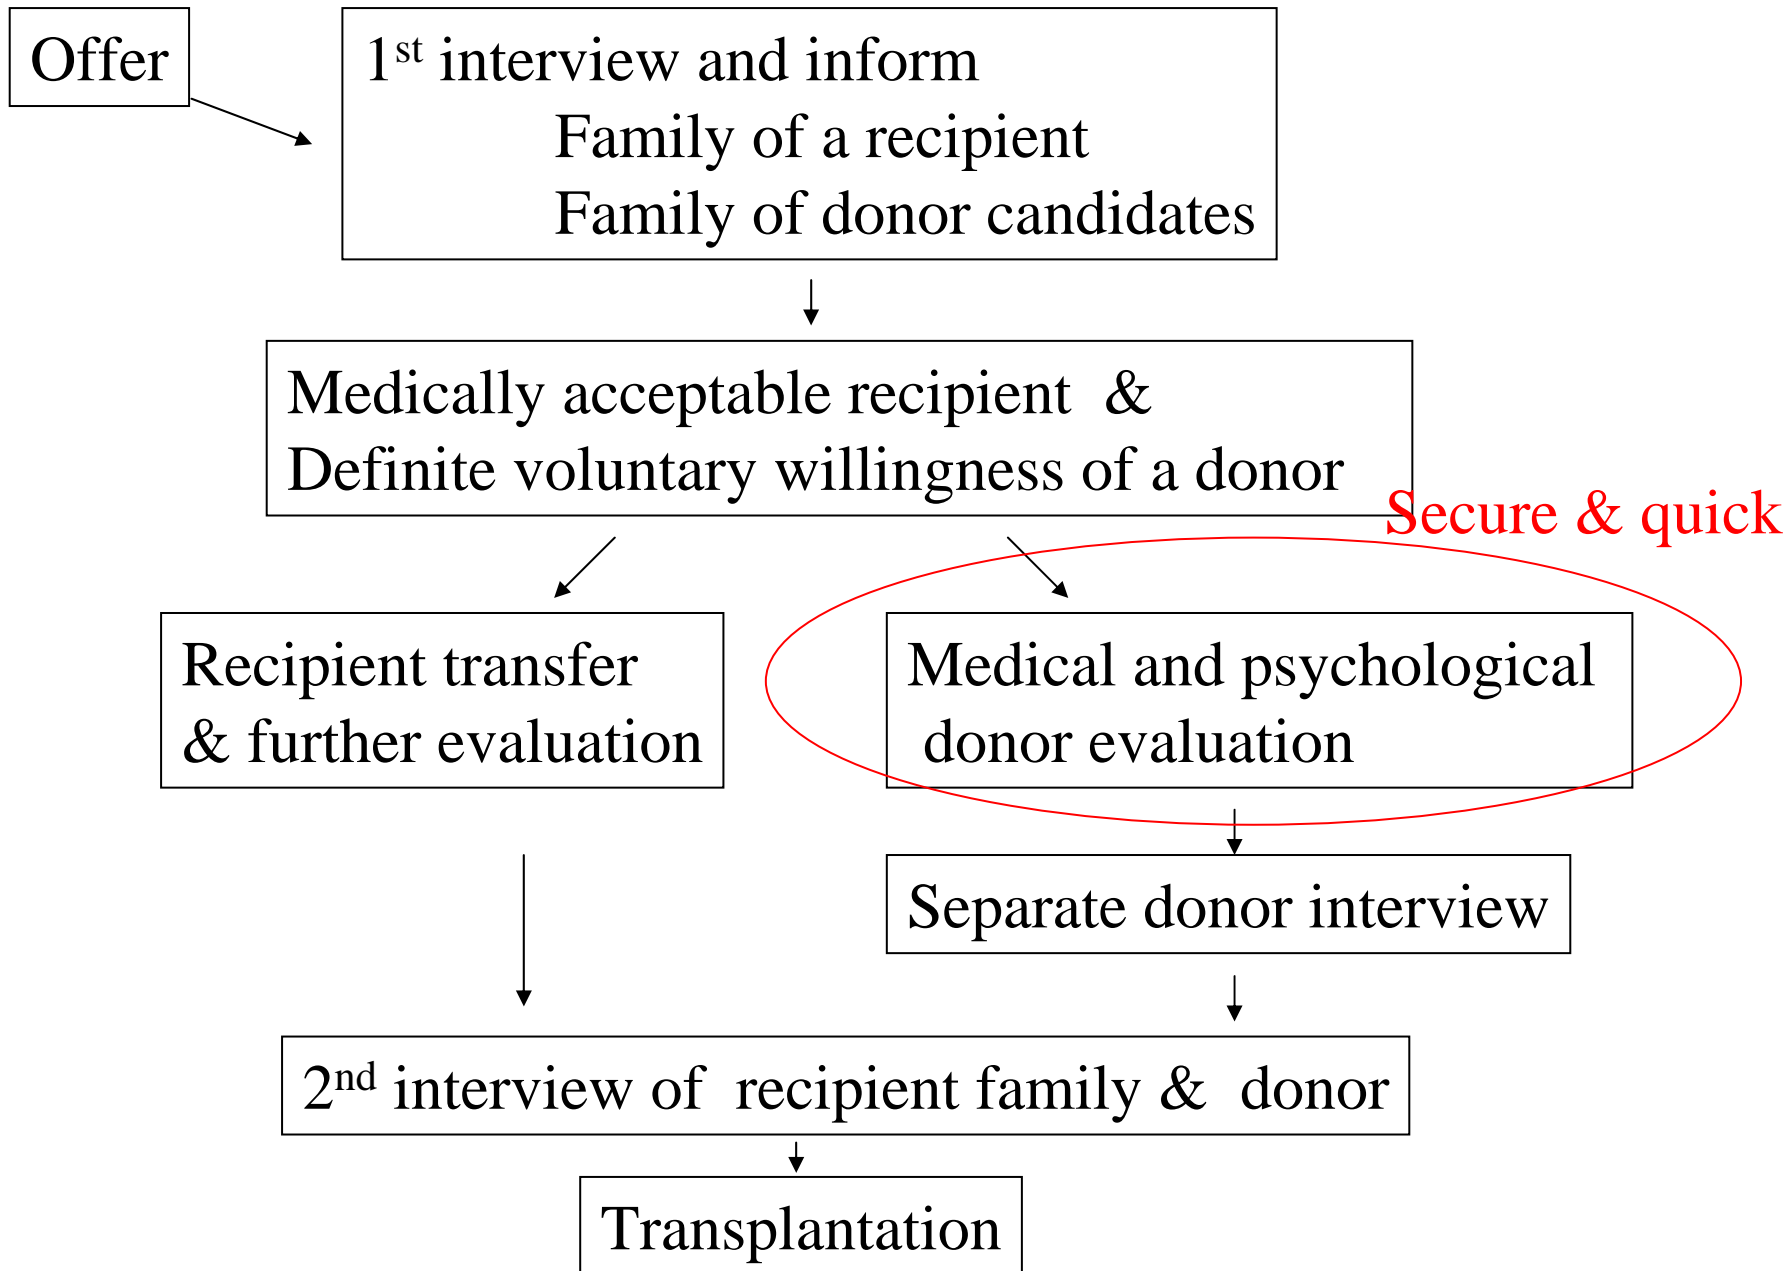 Offer
1st interview and inform
Family of a recipient
Family of donor candidates
Medically acceptable recipient &
Definite voluntary willingness of a donor
Secure & quick
Recipient transfer
& further evaluation
Medical and psychological
donor evaluation
Separate donor interview
2nd interview of recipient family & donor
Transplantation